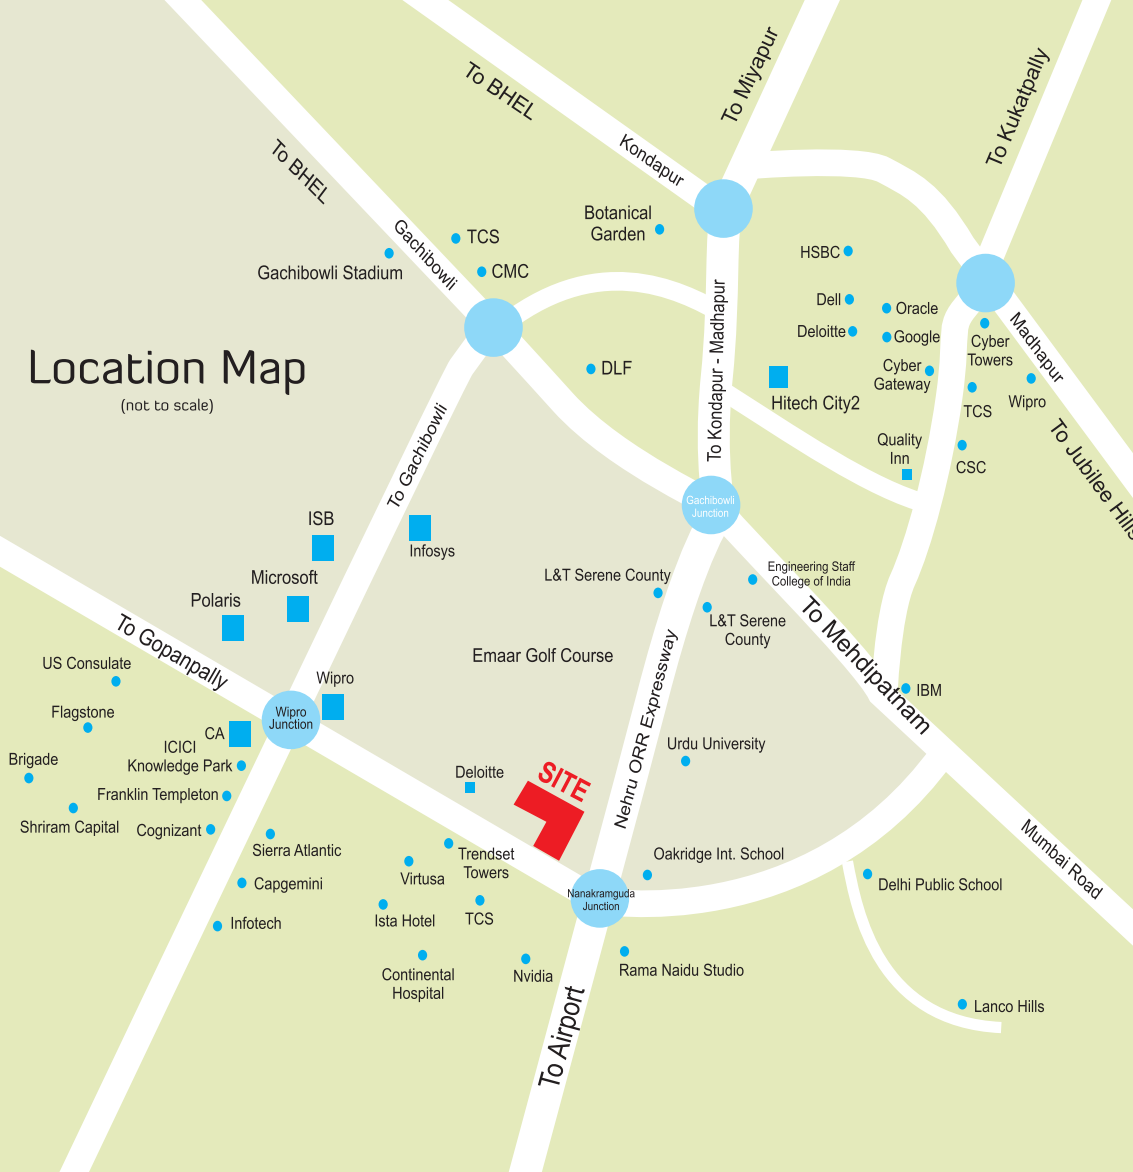 To BHEL
To Miyapur
To Kukatpally
Kondapur
To BHEL
Botanical
Garden
Gachibowli
TCS
CMC
Gachibowli Stadium
HSBC
Dell
Oracle
Deloitte
Google
Cyber
Towers
Madhapur
Cyber
Gateway
TCS
Wipro
To Kondapur - Madhapur
DLF
Hitech City2
Location Map
(not to scale)
Quality
Inn
CSC
To Jubilee Hills
To Gachibowli
Gachibowli
Junction
ISB
Infosys
Microsoft
Polaris
L&T Serene County
Engineering Staff
College of India
L&T Serene
County
To Mehdipatnam
To Gopanpally
US Consulate
Emaar Golf Course
Nehru ORR Expressway
Wipro
IBM
Flagstone
Wipro
Junction
CA
ICICI
Knowledge Park
Urdu University
Brigade
Deloitte
SITE
Franklin Templeton
Shriram Capital
Cognizant
Sierra Atlantic
Trendset
Towers
Virtusa
Oakridge Int. School
Mumbai Road
Capgemini
Nanakramguda
Junction
Delhi Public School
Infotech
Ista Hotel
TCS
Continental
Hospital
Nvidia
Rama Naidu Studio
Lanco Hills
To Airport